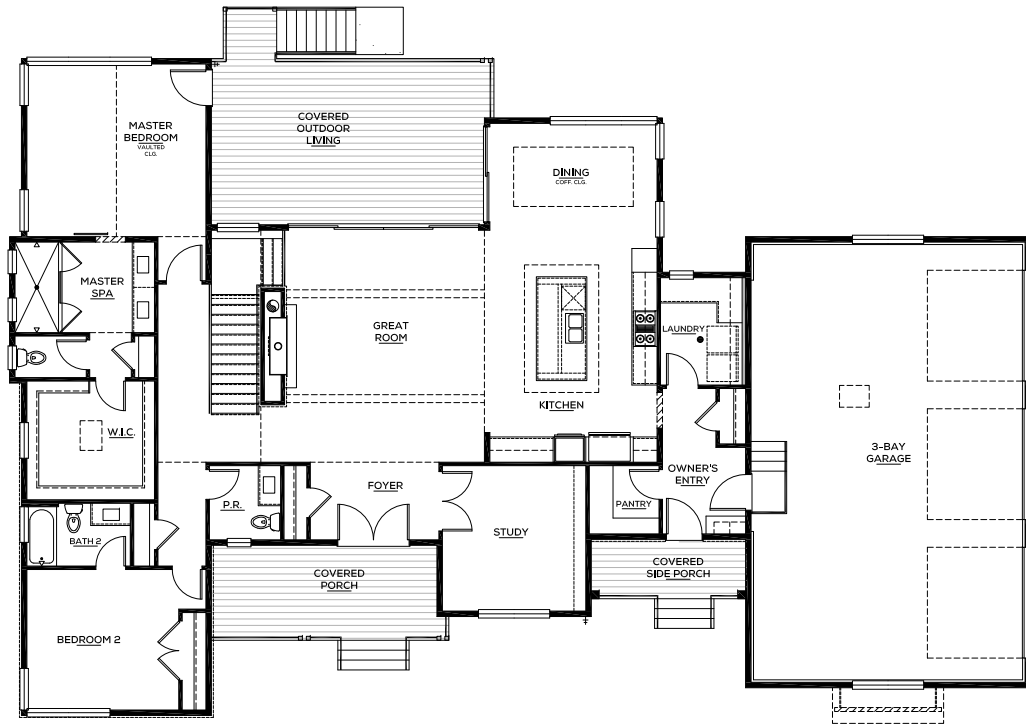 COVERED
OUTDOOR
LIVING
MASTER
BEDROOM
VAULTED
CLG.
DINING
COFF. CLG.
MASTER
SPA
GREAT
ROOM
LAUNDRY
KITCHEN
W.I.C.
3-BAY
GARAGE
OWNER'S
ENTRY
FOYER
P.R.
PANTRY
STUDY
BATH 2
COVERED
SIDE PORCH
COVERED
PORCH
BEDROOM 2